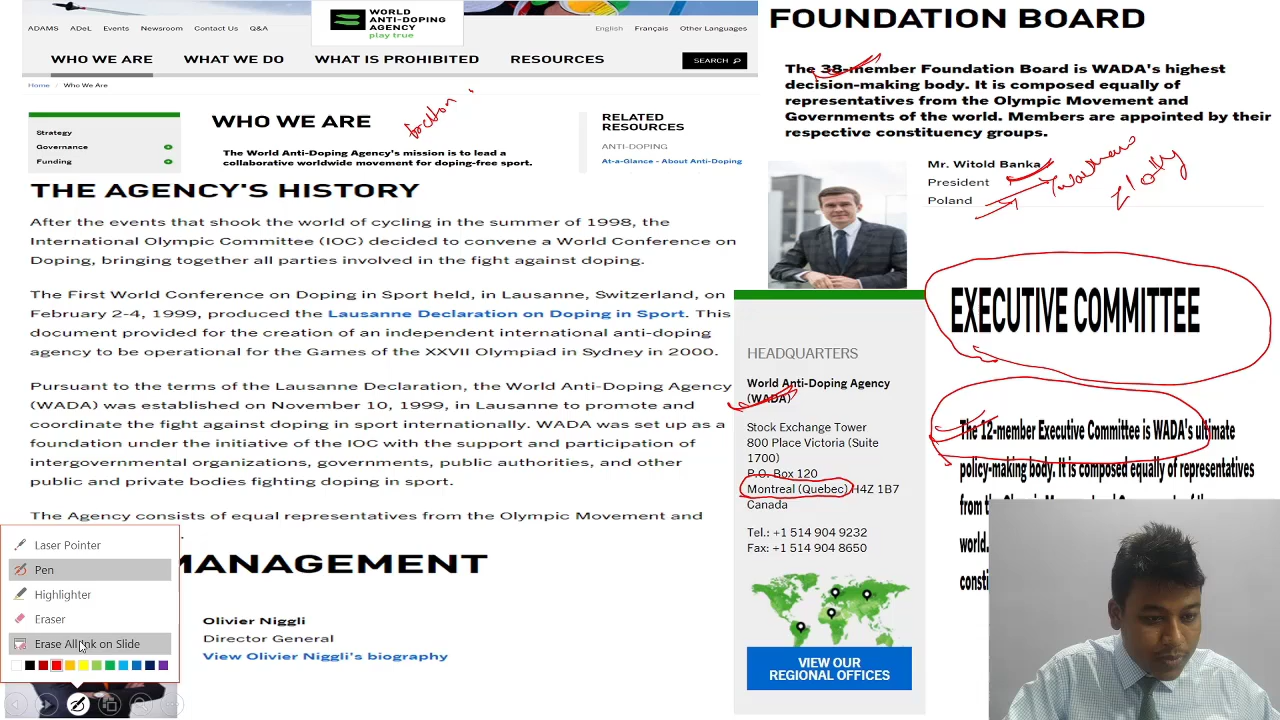 WORLD
ANTI-DOPING
AGENCY
play true
ADAMS
Newsroom
Contact Us
Q&A
English
Français
Other Languages
WHO WE ARE
WHAT WE DO
WHAT IS PROHIBITED
RESOURCES
SEARCH
Home
Who We Are
Strategy
Governance
Funding
WHO WE ARE
The World Anti-Doping Agency's mission is to lead a
collaborative worldwide movement for doping-free sport.
RELATED
RESOURCES
ANTI-DOPING
At-a-Glance - About Anti-Doping
THE AGENCY'S HISTORY
After the events that shook the world of cycling in the summer of 1998, the
International Olympic Committee (IOC) decided to convene a World Conference on
Doping, bringing together all parties involved in the fight against doping.
The First World Conference on Doping in Sport held, in Lausanne, Switzerland, on
February 2-4, 1999, produced the Lausanne Declaration on Doping in Sport. This
document provided for the creation of an independent international anti-doping
agency to be operational for the Games of the XXVII Olympiad in Sydney in 2000.
Pursuant to the terms of the Lausanne Declaration, the World Anti-Doping Agency
(WADA) was established on November 10, 1999, in Lausanne to promote and
coordinate the fight against doping in sport internationally. WADA was set up as a
foundation under the initiative of the IOC with the support and participation of
intergovernmental organizations, governments, public authorities, and other
public and private bodies fighting doping in sport.
The Agency consists of equal representatives from the Olympic Movement and
MANAGEMENT
Olivier Niggli
Director General
View Olivier Niggli's biography
Laser Pointer
Pen
Highlighter
Eraser
Erase All Ink on Slide
FOUNDATION BOARD
The 38-member Foundation Board is WADA's highest
decision-making body. It is composed equally of
representatives from the Olympic Movement and
Governments of the world. Members are appointed by their
respective constituency groups.
Mr. Witold Banka
President
Poland
zloty
HEADQUARTERS
World Anti-Doping Agency
(WADA)
Stock Exchange Tower
800 Place Victoria (Suite
1700)
P.O. Box 120
Montreal (Quebec) H4Z 1B7
Canada
Tel.: +1 514 904 9232
Fax: +1 514 904 8650
VIEW OUR
REGIONAL OFFICES
EXECUTIVE COMMITTEE
The 12-member Executive Committee is WADA's ultimate
policy-making body. It is composed equally of representatives
from
world.